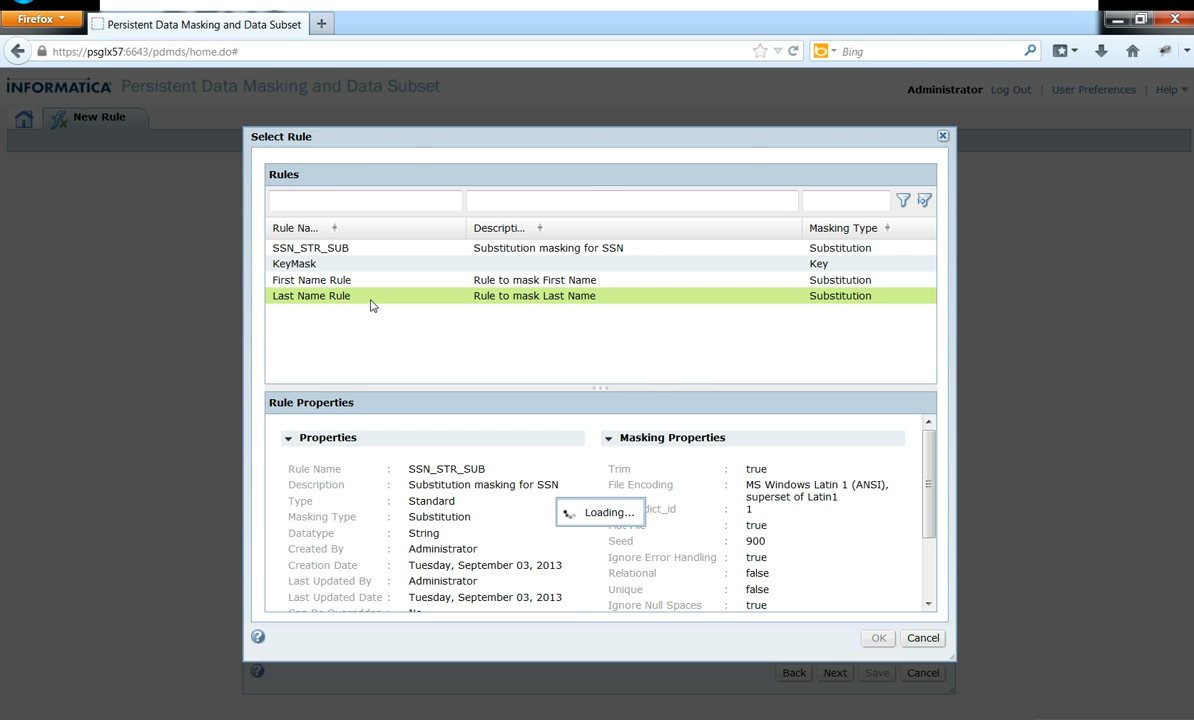 Firefox
Persistent Data Masking and Data Subset
https://psglx57:6643/pdmds/home.do#
Bing
INFORMATICA Persistent Data Masking and Data Subset
Administrator Log Out | User Preferences | Help
New Rule
Select Rule
Rules
Rule Na... Descripti... Masking Type
SSN_STR_SUB Substitution masking for SSN Substitution
KeyMask Key
First Name Rule Rule to mask First Name Substitution
Last Name Rule Rule to mask Last Name Substitution
Rule Properties
Properties
Rule Name : SSN_STR_SUB
Description : Substitution masking for SSN
Type : Standard
Masking Type : Substitution
Datatype : String
Created By : Administrator
Creation Date : Tuesday, September 03, 2013
Last Updated By : Administrator
Last Updated Date : Tuesday, September 03, 2013
Masking Properties
Trim : true
File Encoding : MS Windows Latin 1 (ANSI),
superset of Latin1
dict_id : 1
: true
Seed : 900
Ignore Error Handling : true
Relational : false
Unique : false
Ignore Null Spaces : true
Loading...
OK Cancel
Back Next Save Cancel